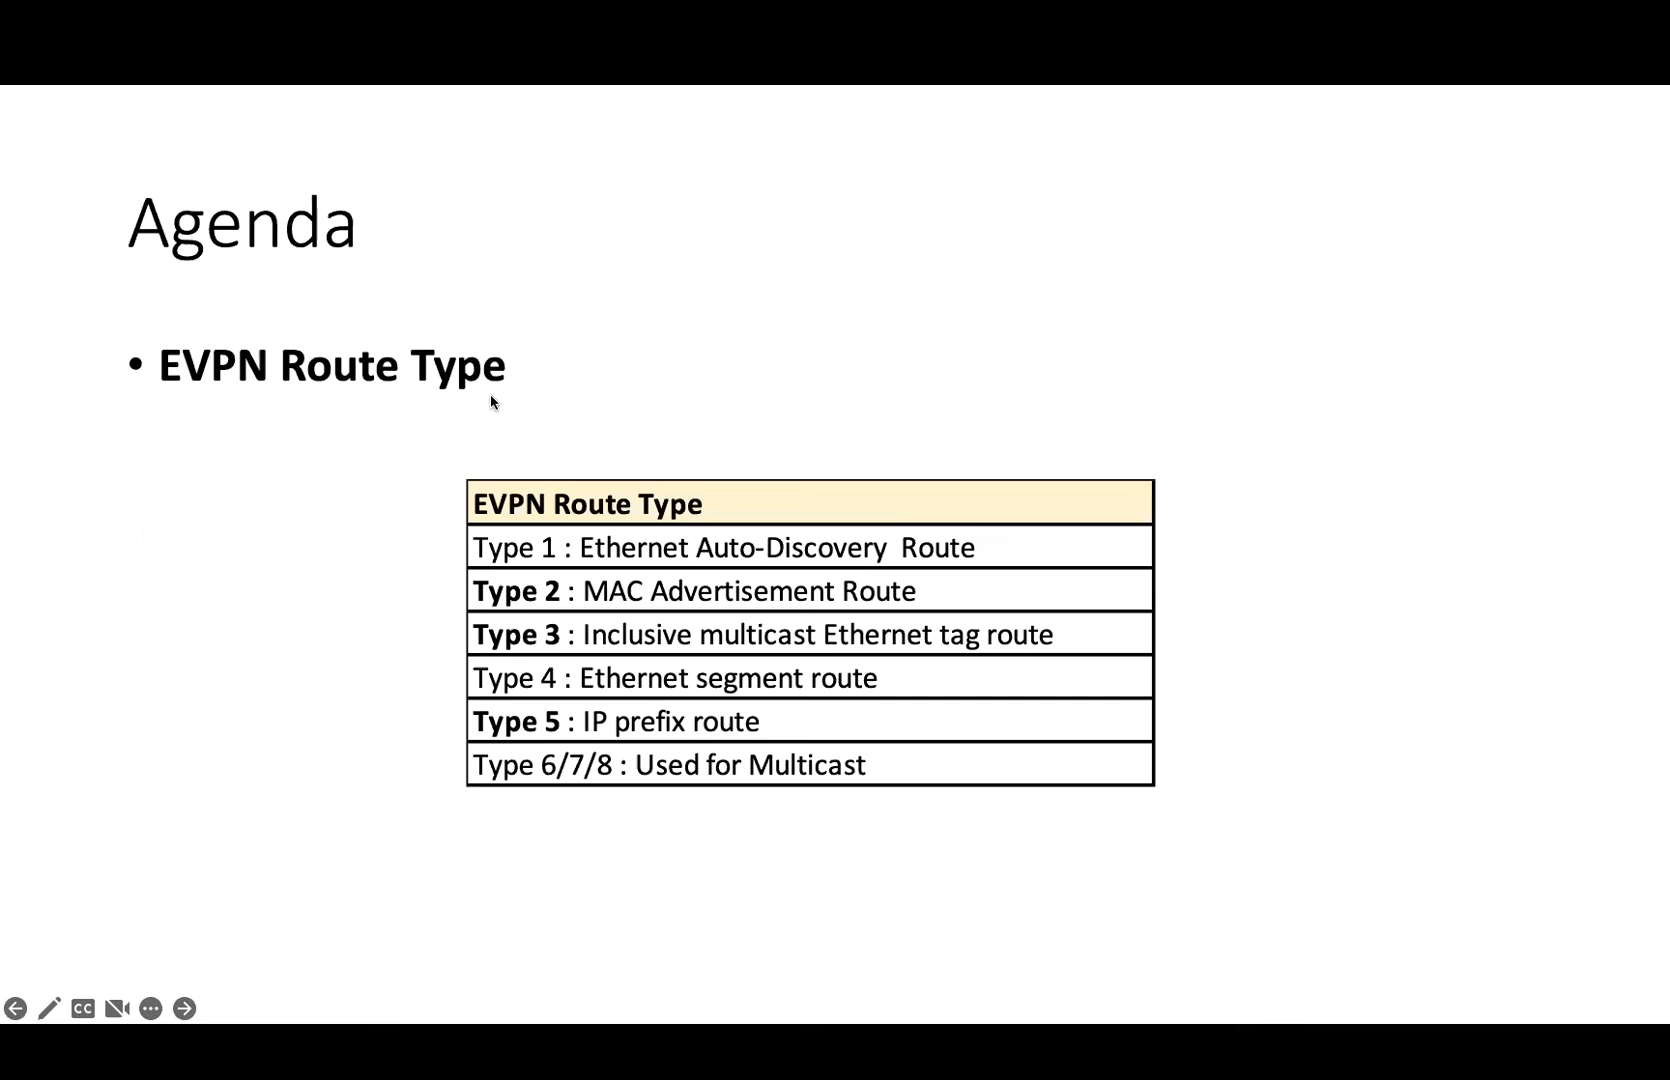 Agenda
• EVPN Route Type
EVPN Route Type
Type 1 : Ethernet Auto-Discovery  Route
Type 2 : MAC Advertisement Route
Type 3 : Inclusive multicast Ethernet tag route
Type 4 : Ethernet segment route
Type 5 : IP prefix route
Type 6/7/8 : Used for Multicast
CC